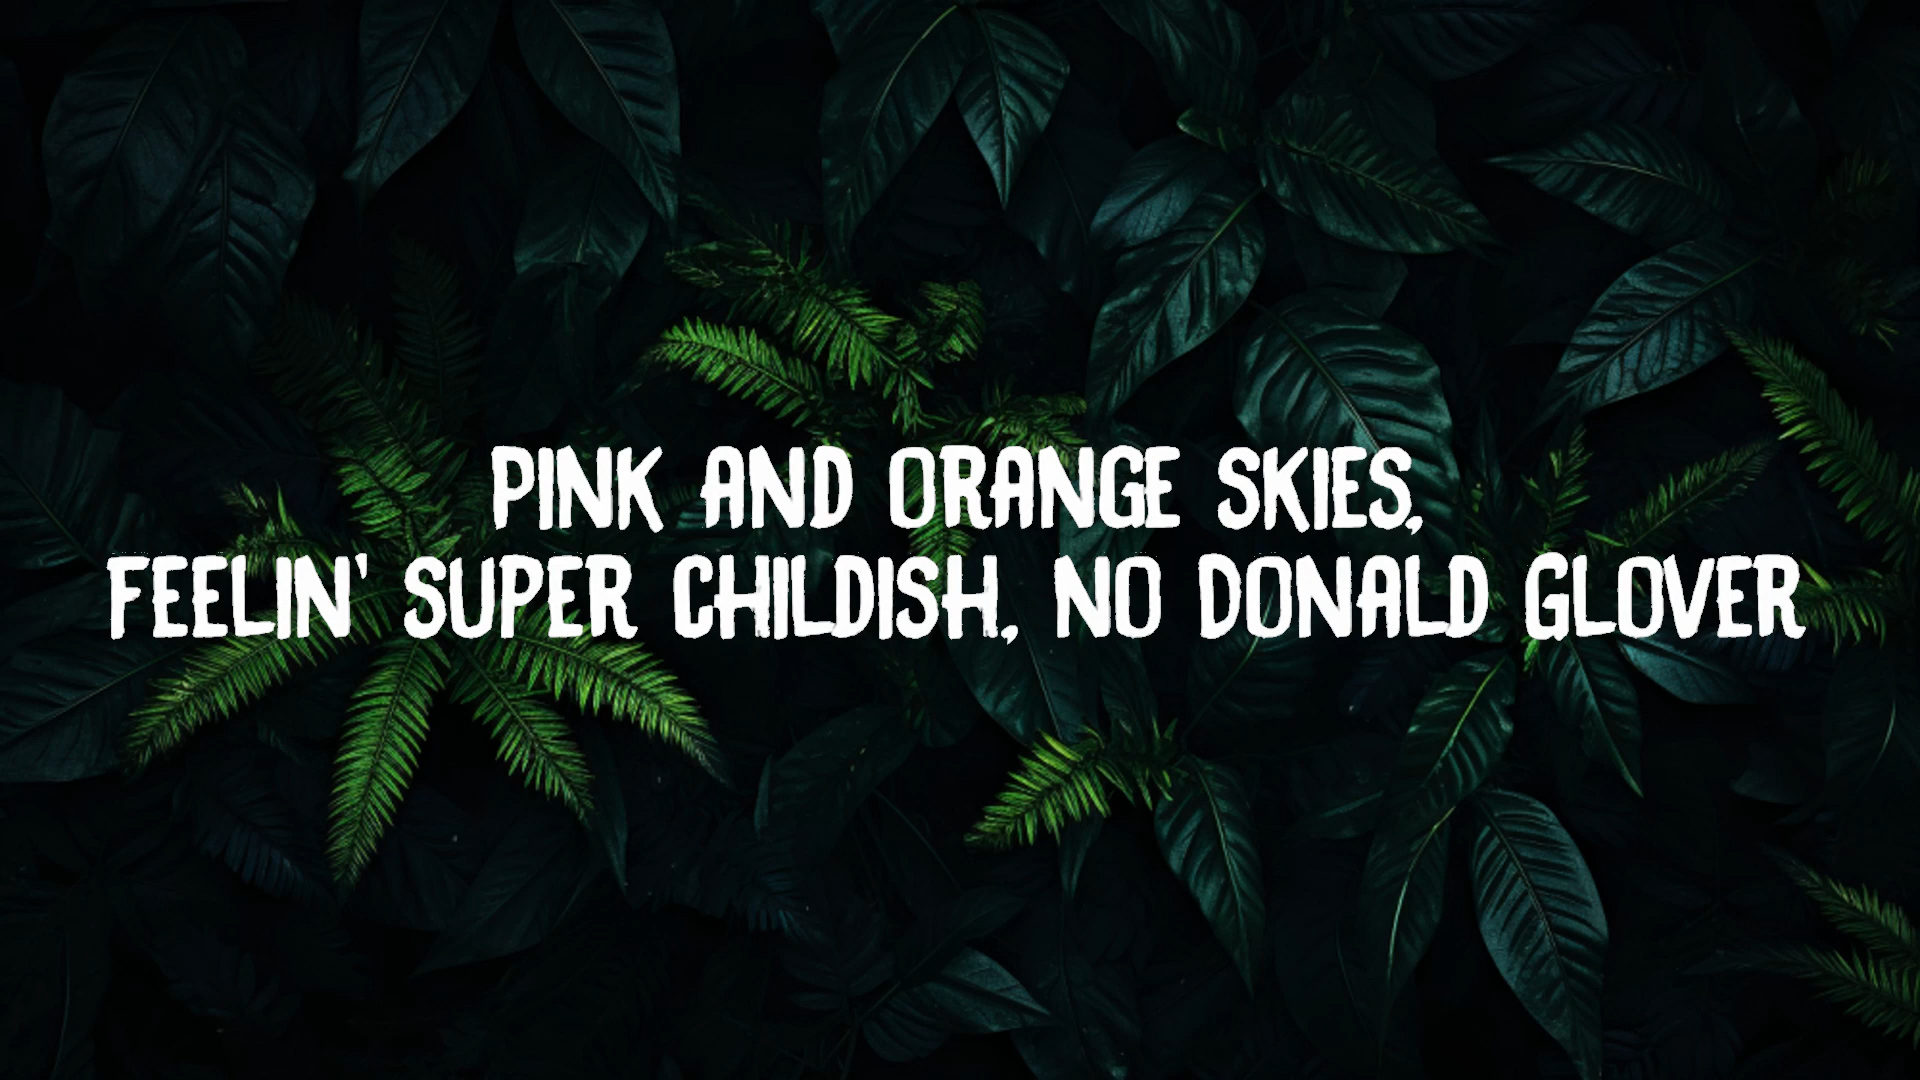 PINK AND ORANGE SKIES,
FEELIN' SUPER CHILDISH, NO DONALD GLOVER